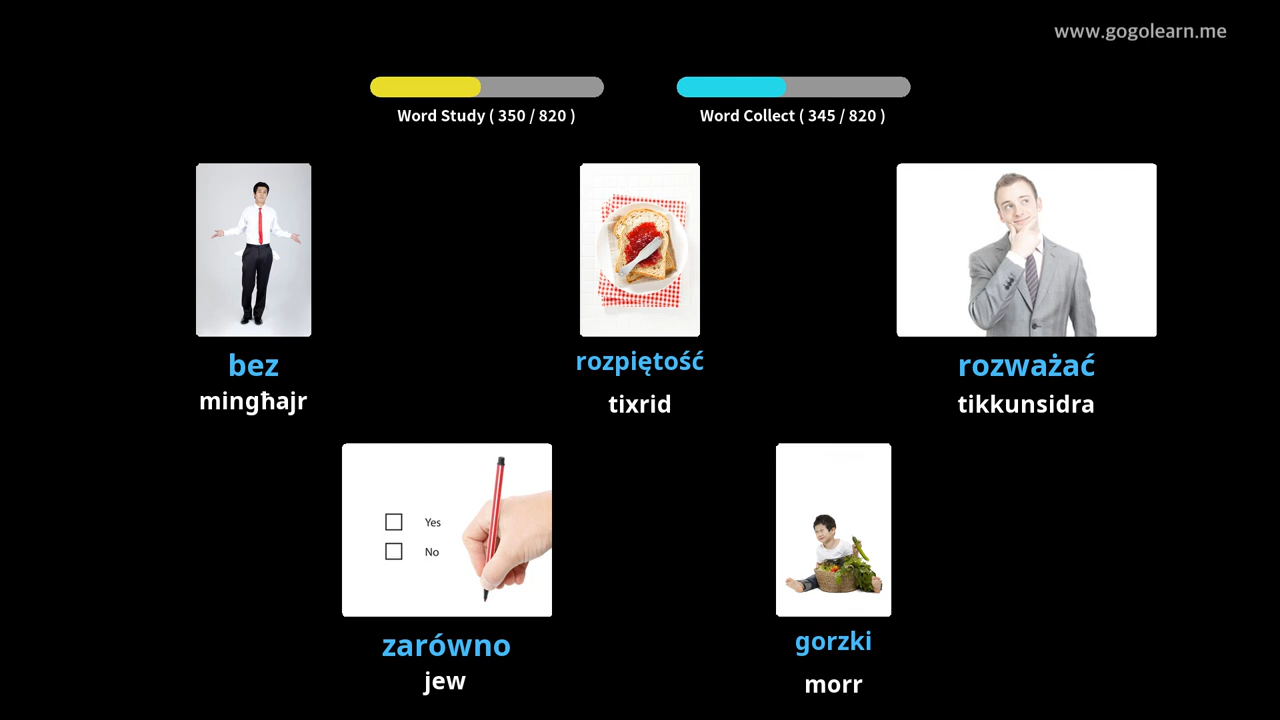 www.gogolearn.me
Word Study ( 350 / 820 )
Word Collect ( 345 / 820 )
bez
mingħajr
rozpiętość
tixrid
rozważać
tikkunsidra
Yes
No
zarówno
jew
gorzki
morr